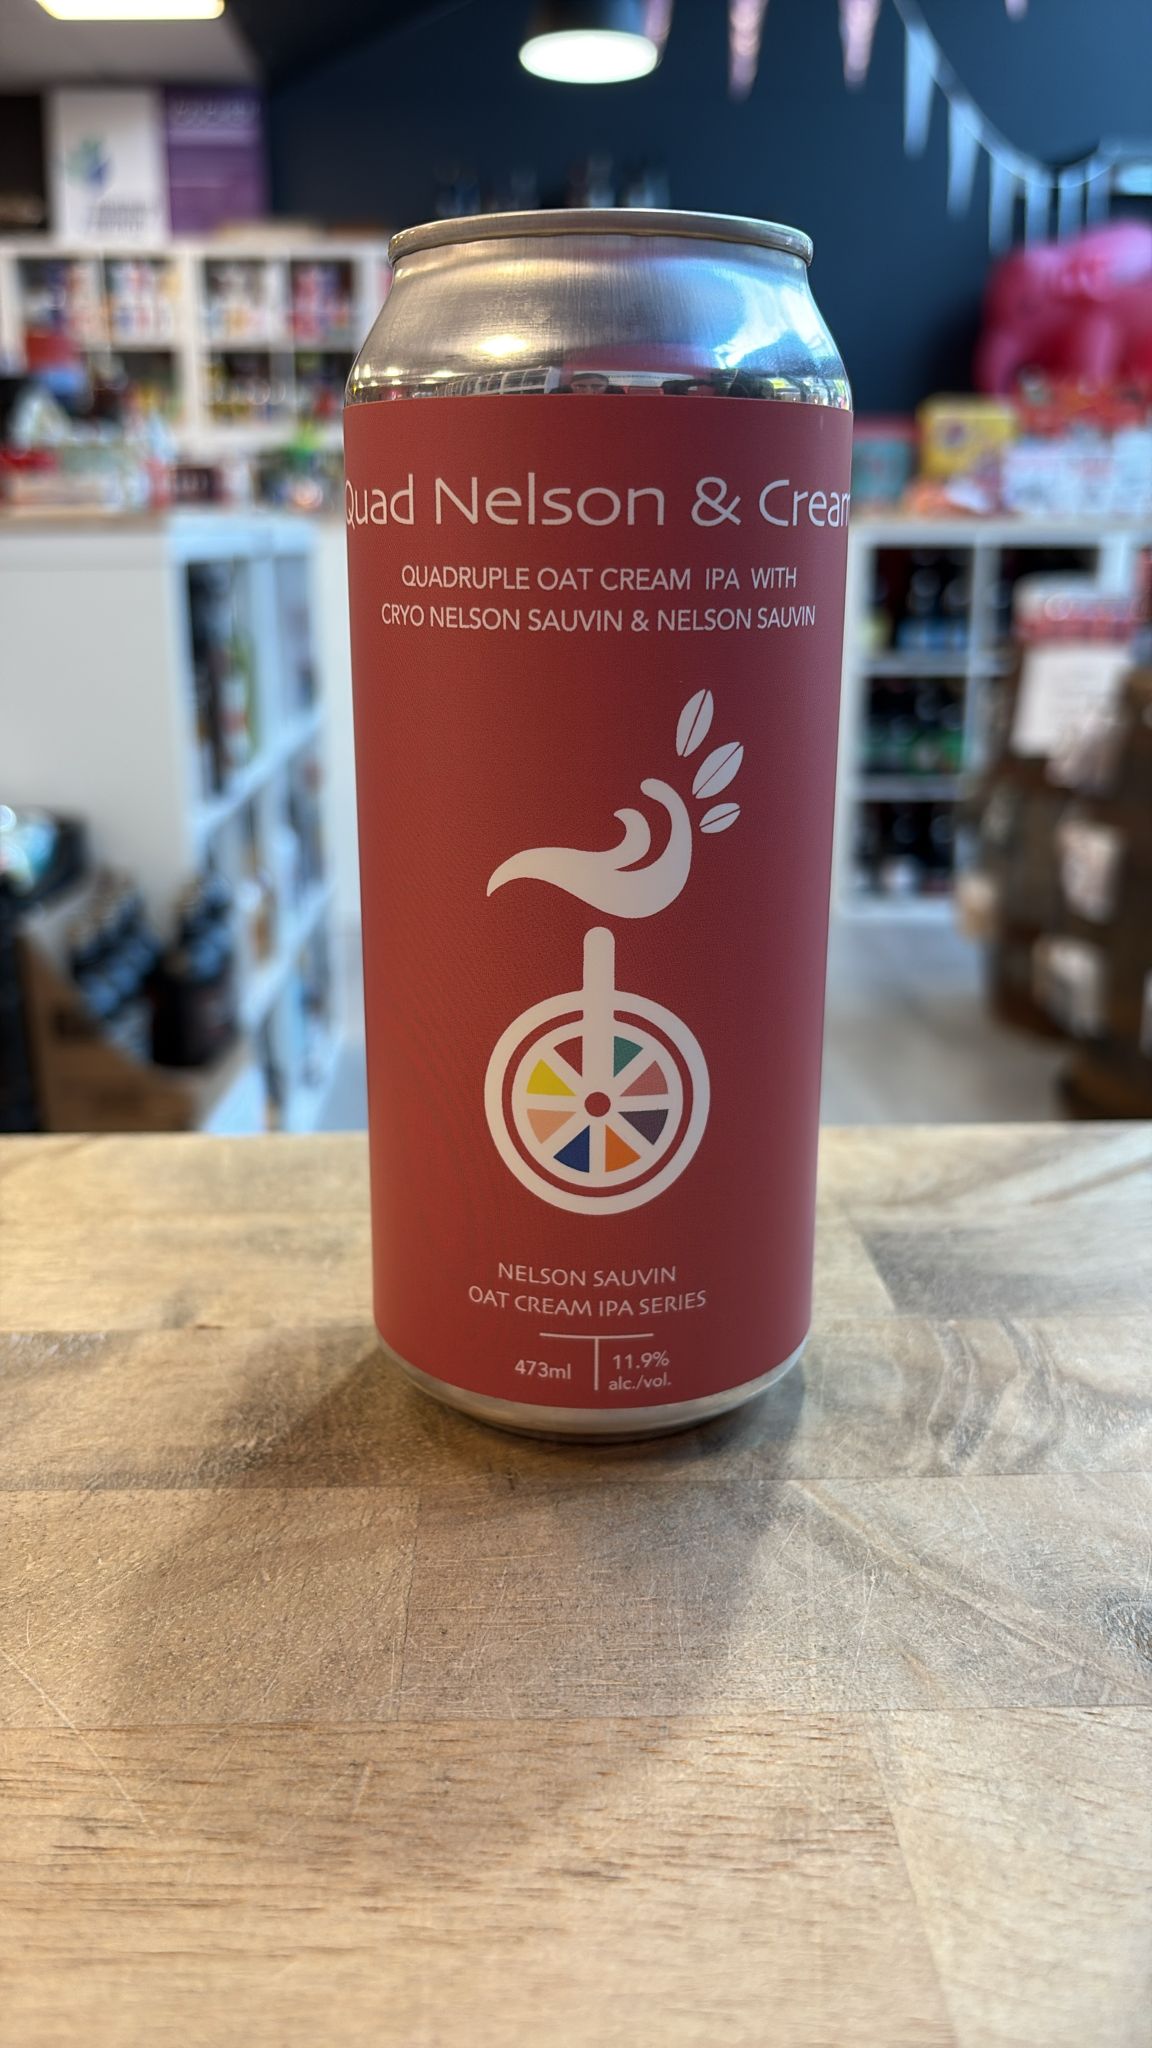 Quad Nelson & Cream
QUADRUPLE OAT CREAM IPA WITH
CRYO NELSON SAUVIN & NELSON SAUVIN
NELSON SAUVIN
OAT CREAM IPA SERIES
473ml
11.9%
alc./vol.